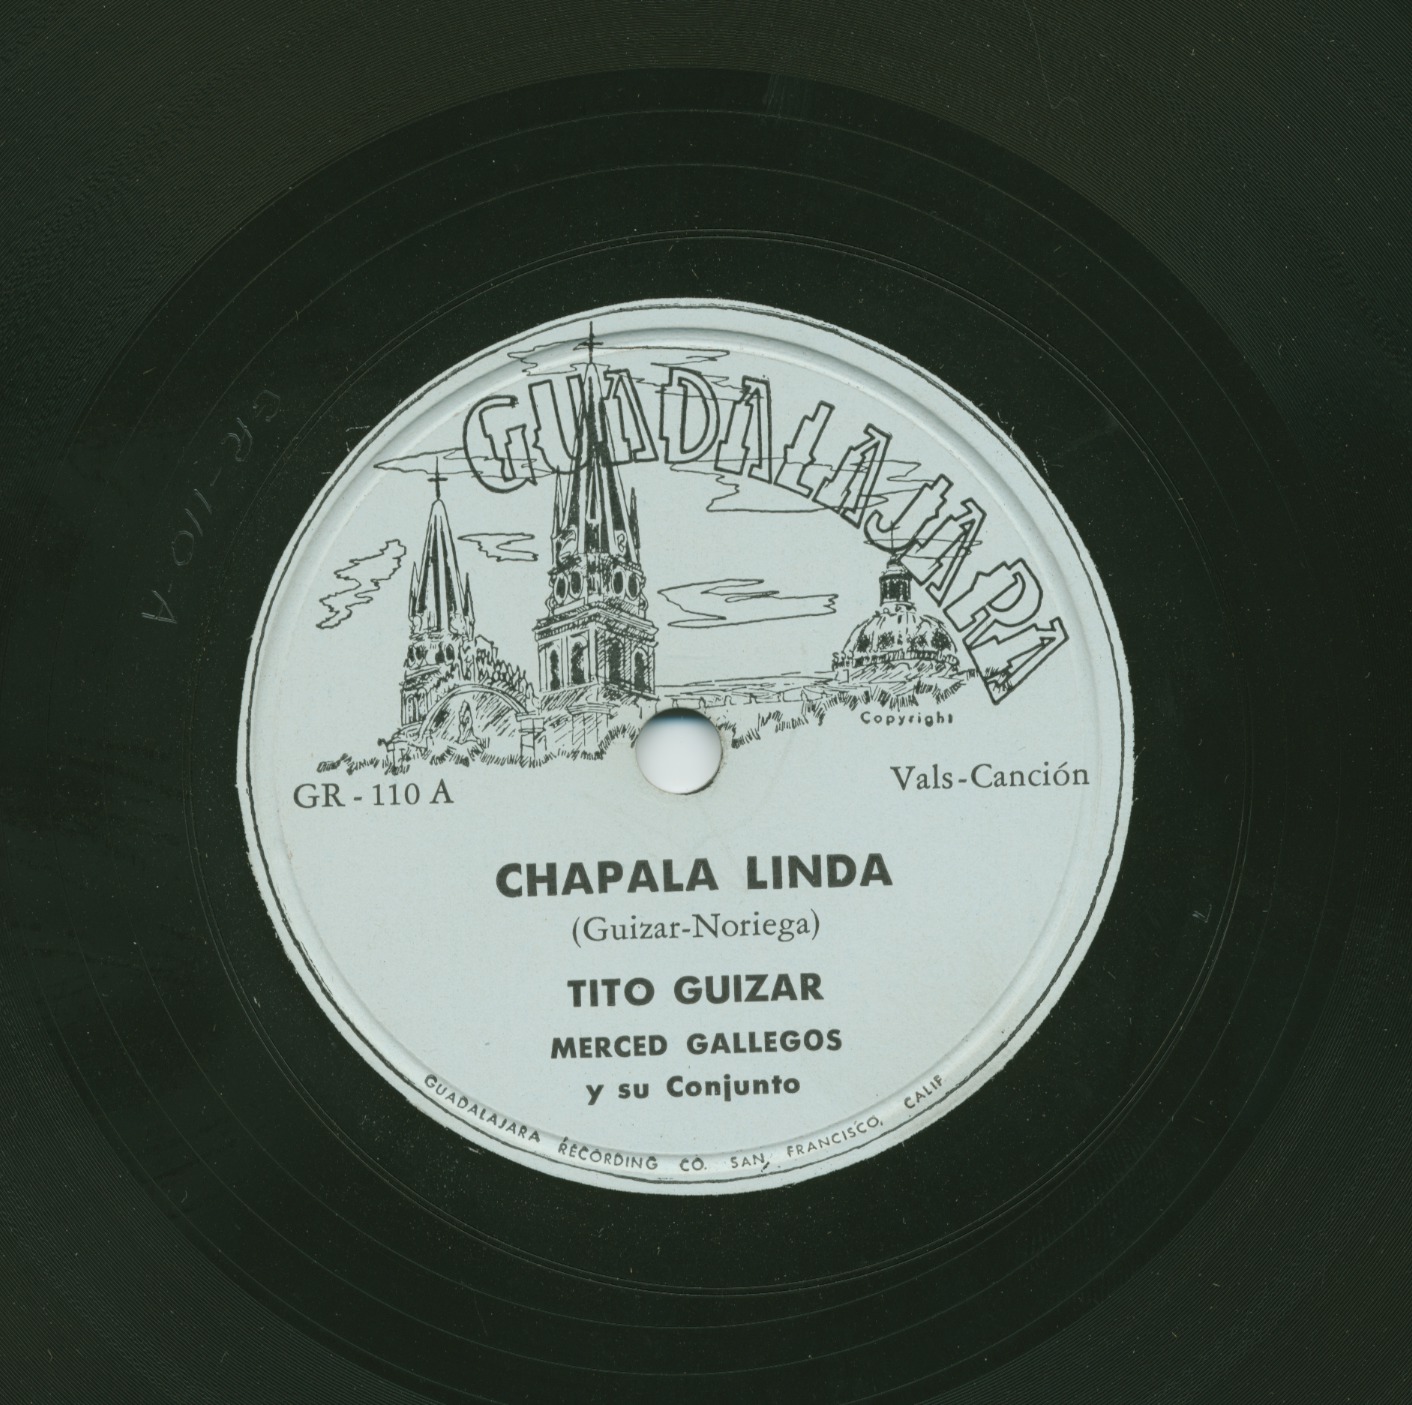 GUADALAJARA
Copyright
GR - 110 A
Vals-Canción
CHAPALA LINDA
(Guizar-Noriega)
TITO GUIZAR
MERCED GALLEGOS
y su Conjunto
GUADALAJARA RECORDING CO. SAN FRANCISCO, CALIF
GR-110-A